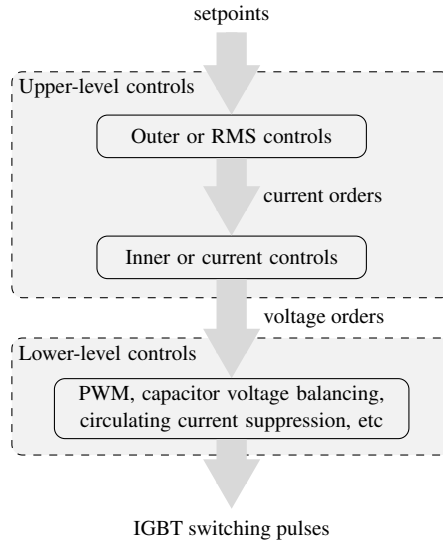 setpoints
Upper-level controls
Outer or RMS controls
current orders
Inner or current controls
voltage orders
Lower-level controls
PWM, capacitor voltage balancing,
circulating current suppression, etc
IGBT switching pulses